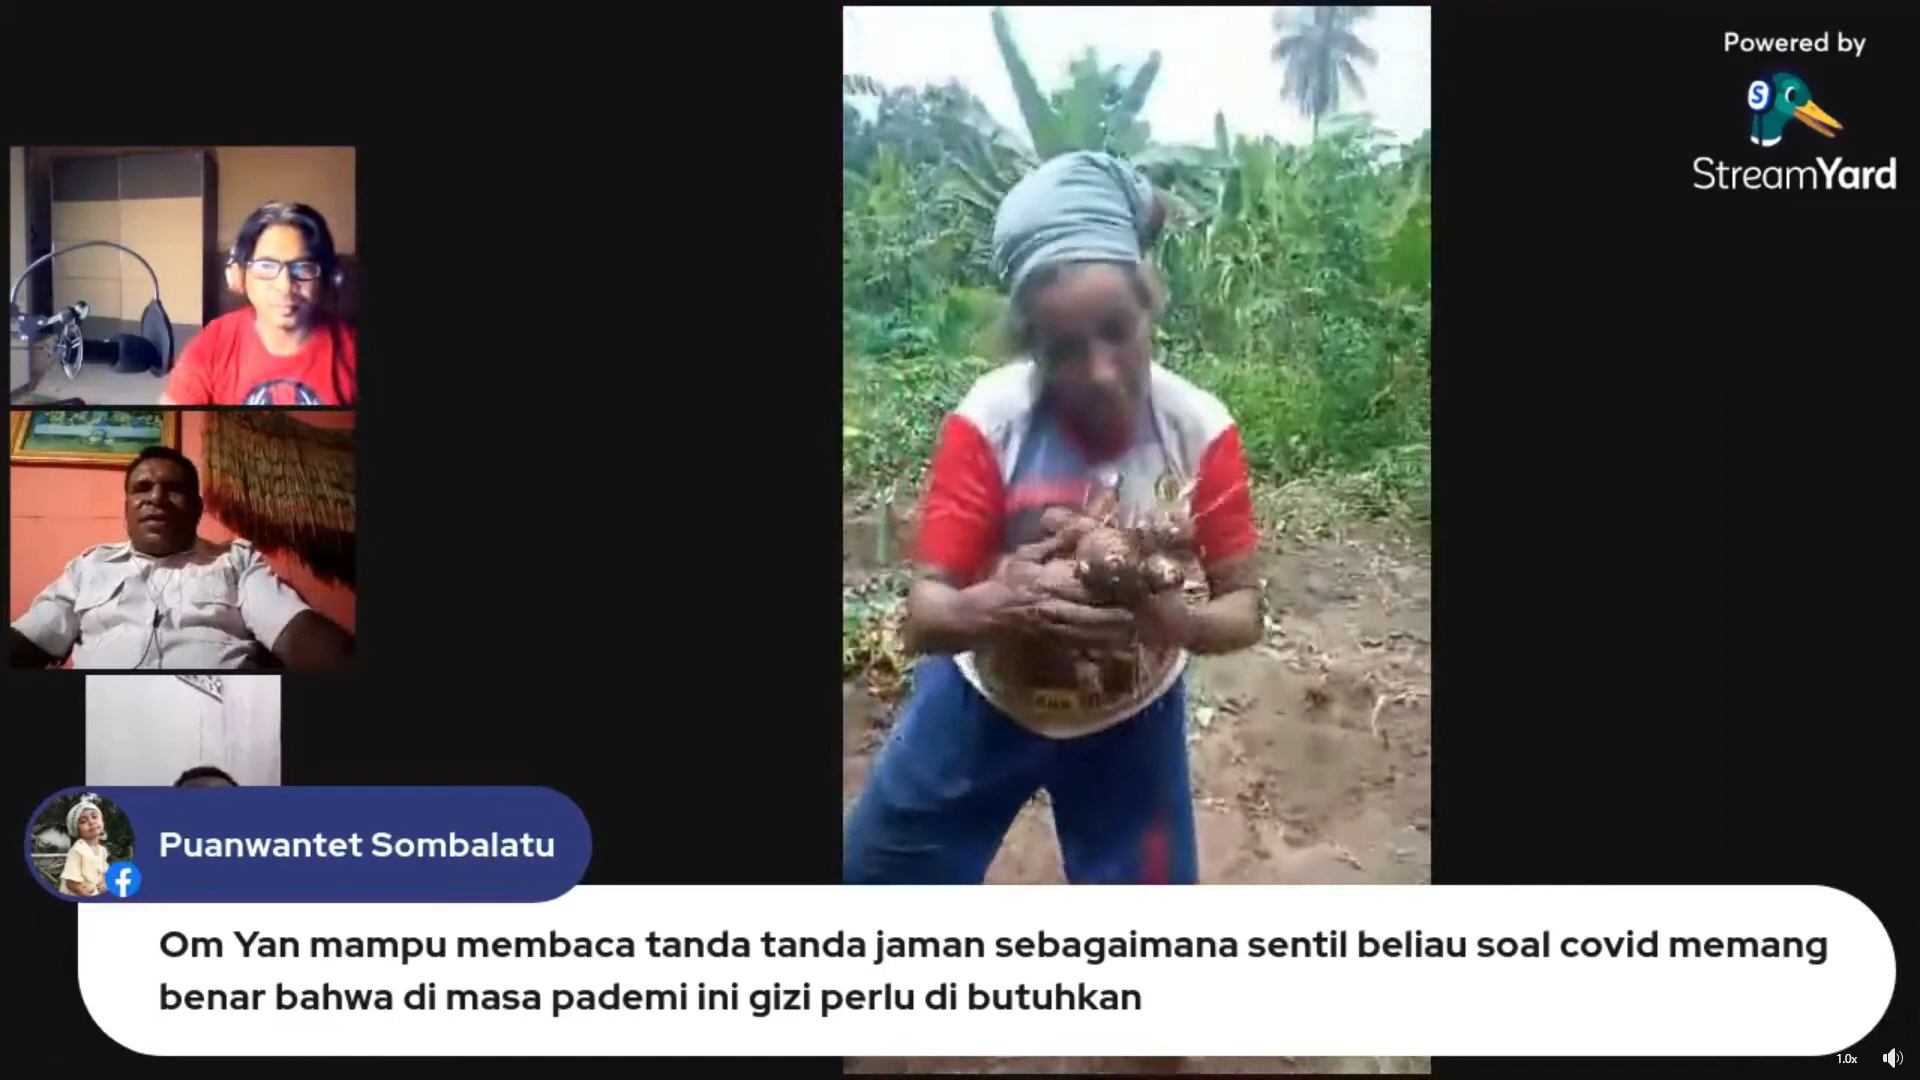 Powered by
S
StreamYard
Puanwantet Sombalatu
Om Yan mampu membaca tanda tanda jaman sebagaimana sentil beliau soal covid memang
benar bahwa di masa pademi ini gizi perlu di butuhkan
1.0x